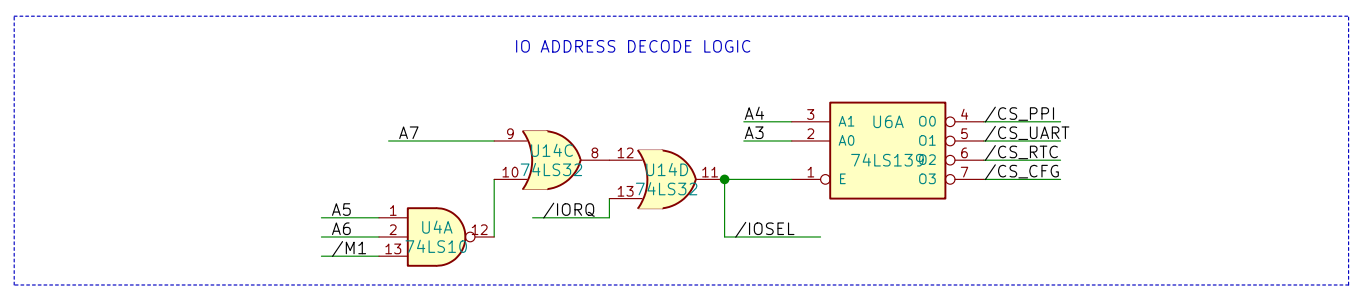 IO ADDRESS DECODE LOGIC
A7
9
10
U14C
74LS32
8
12
13
U14D
74LS32
11
/IORQ
A5
A6
/M1
1
2
13
U4A
74LS10
12
/IOSEL
A4
A3
3
2
1
A1
A0
E
U6A
74LS139
O0
O1
O2
O3
4
5
6
7
/CS_PPI
/CS_UART
/CS_RTC
/CS_CFG